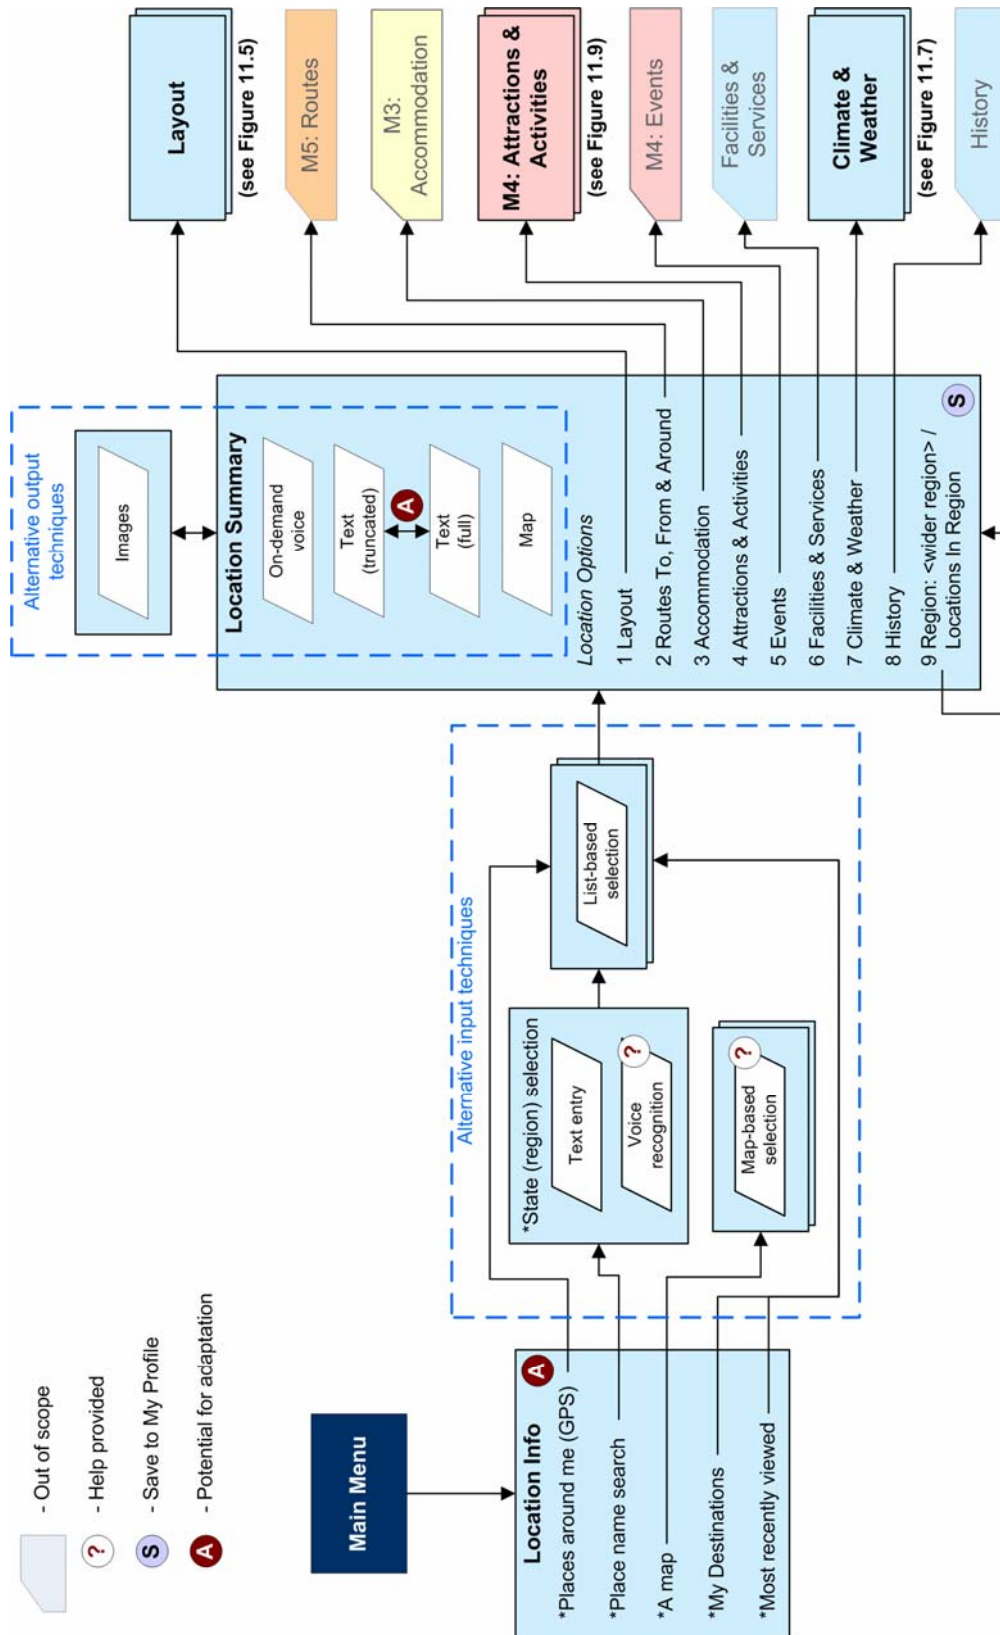 - Out of scope
?
- Help provided
S
- Save to My Profile
A
- Potential for adaptation
Main Menu
Location Info
A
*Places around me (GPS)
*Place name search
*A map
*My Destinations
*Most recently viewed
Alternative input techniques
*State (region) selection
Text entry
Voice
recognition
?
Map-based
selection
?
List-based
selection
Alternative output
techniques
Images
Location Summary
On-demand
voice
Text
(truncated)
A
Text
(full)
Map
Location Options
1 Layout
2 Routes To, From & Around
3 Accommodation
4 Attractions & Activities
5 Events
6 Facilities & Services
7 Climate & Weather
8 History
9 Region: <wider region> /
Locations In Region
S
Layout
(see Figure 11.5)
M5: Routes
M3:
Accommodation
M4: Attractions &
Activities
(see Figure 11.9)
M4: Events
Facilities &
Services
Climate &
Weather
(see Figure 11.7)
History